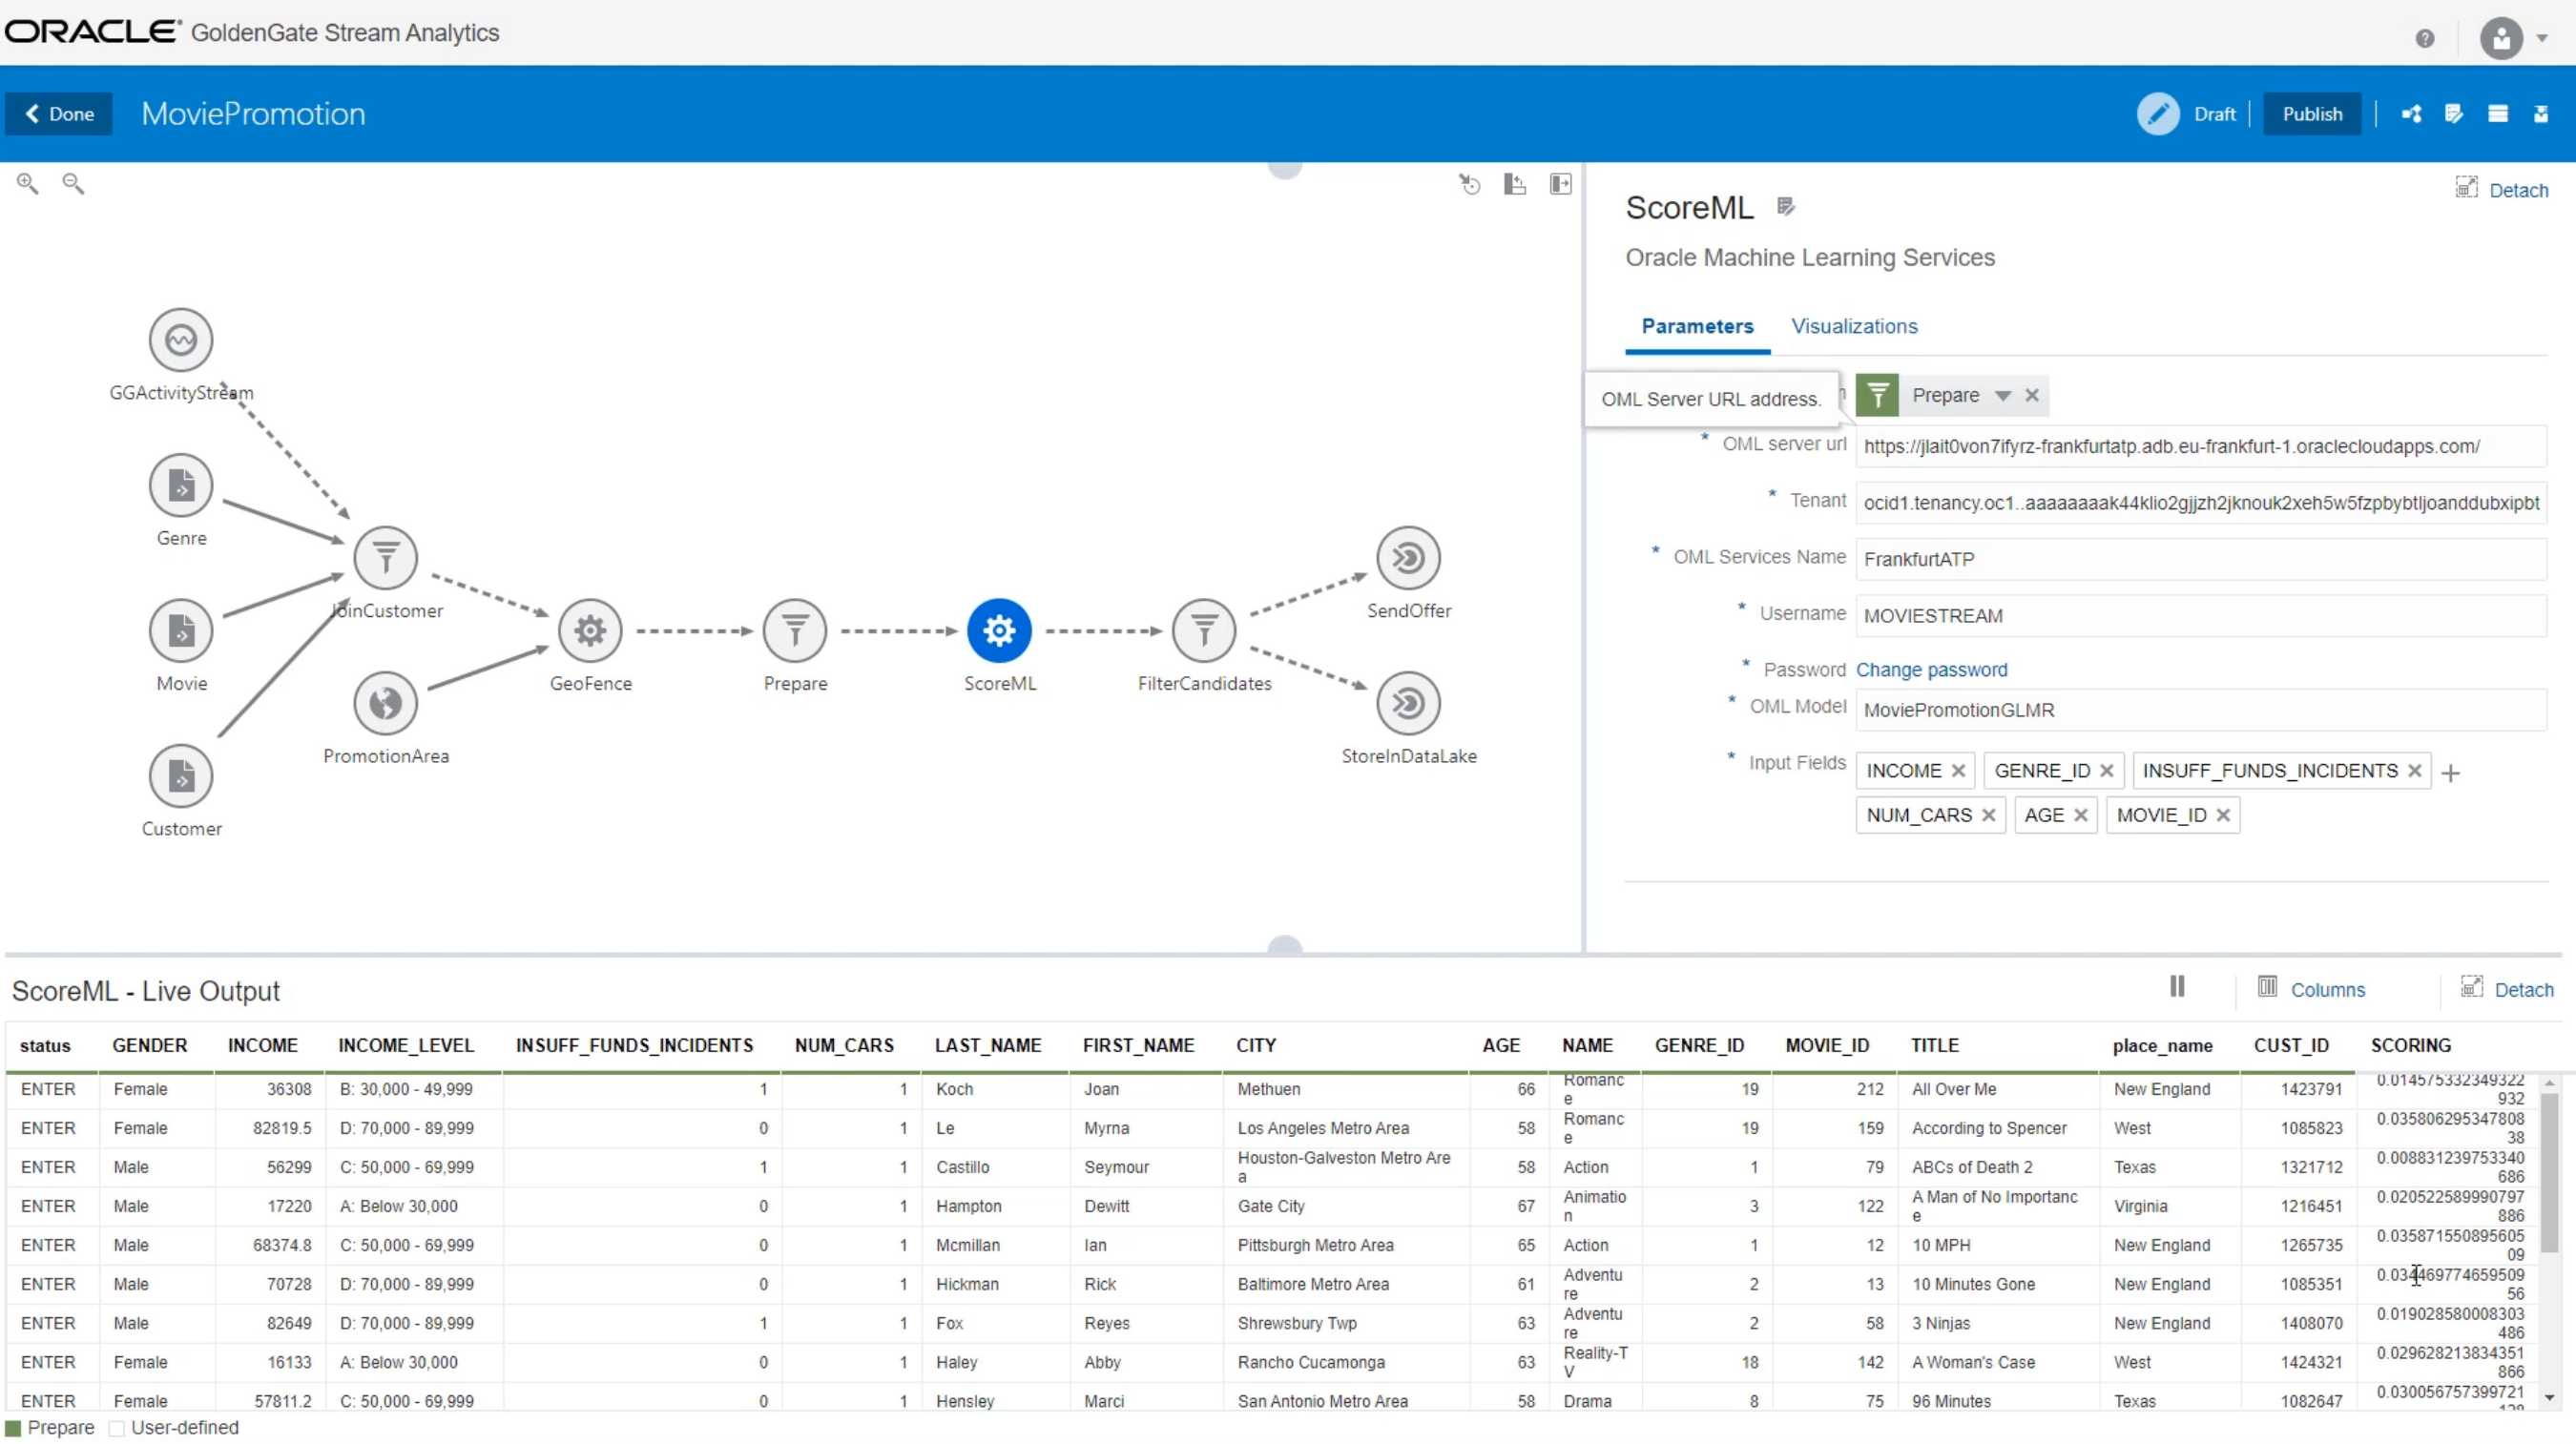 ORACLE® GoldenGate Stream Analytics
Done
MoviePromotion
Draft
Publish
GGActivityStream
Genre
JoinCustomer
Movie
PromotionArea
Customer
GeoFence
Prepare
ScoreML
FilterCandidates
SendOffer
StoreInDataLake
ScoreML
Detach
Oracle Machine Learning Services
Parameters Visualizations
OML Server URL address.
Prepare
* OML server url https://jlait0von7ifyrz-frankfurtatp.adb.eu-frankfurt-1.oraclecloudapps.com/
* Tenant ocid1.tenancy.oc1..aaaaaaaak44klio2gjjzh2jknouk2xeh5w5fzpbybtljoanddubxipbt
* OML Services Name FrankfurtATP
* Username MOVIESTREAM
* Password Change password
* OML Model MoviePromotionGLMR
* Input Fields INCOME GENRE_ID INSUFF_FUNDS_INCIDENTS
NUM_CARS AGE MOVIE_ID
ScoreML - Live Output
Columns Detach
status GENDER INCOME INCOME_LEVEL INSUFF_FUNDS_INCIDENTS NUM_CARS LAST_NAME FIRST_NAME CITY AGE NAME GENRE_ID MOVIE_ID TITLE place_name CUST_ID SCORING
ENTER Female 36308 B: 30,000 - 49,999 1 1 Koch Joan Methuen 66 Romance 19 212 All Over Me New England 1423791 0.014575332349322932
ENTER Female 82819.5 D: 70,000 - 89,999 0 1 Le Myrna Los Angeles Metro Area 58 Romance 19 159 According to Spencer West 1085823 0.03580629534780838
ENTER Male 56299 C: 50,000 - 69,999 1 1 Castillo Seymour Houston-Galveston Metro Area 58 Action 1 79 ABCs of Death 2 Texas 1321712 0.008831239753340686
ENTER Male 17220 A: Below 30,000 0 1 Hampton Dewitt Gate City 67 Animation 3 122 A Man of No Importance Virginia 1216451 0.020522589990797886
ENTER Male 68374.8 C: 50,000 - 69,999 0 1 Mcmillan Ian Pittsburgh Metro Area 65 Action 1 12 10 MPH New England 1265735 0.03587155089560509
ENTER Male 70728 D: 70,000 - 89,999 0 1 Hickman Rick Baltimore Metro Area 61 Adventure 2 13 10 Minutes Gone New England 1085351 0.03446977465950956
ENTER Male 82649 D: 70,000 - 89,999 1 1 Fox Reyes Shrewsbury Twp 63 Adventure 2 58 3 Ninjas New England 1408070 0.019028580008303486
ENTER Female 16133 A: Below 30,000 0 1 Haley Abby Rancho Cucamonga 63 Reality-TV 18 142 A Woman's Case West 1424321 0.029628213834351866
ENTER Female 57811.2 C: 50,000 - 69,999 0 1 Hensley Marci San Antonio Metro Area 58 Drama 8 75 96 Minutes Texas 1082647 0.030056757399721
Prepare User-defined